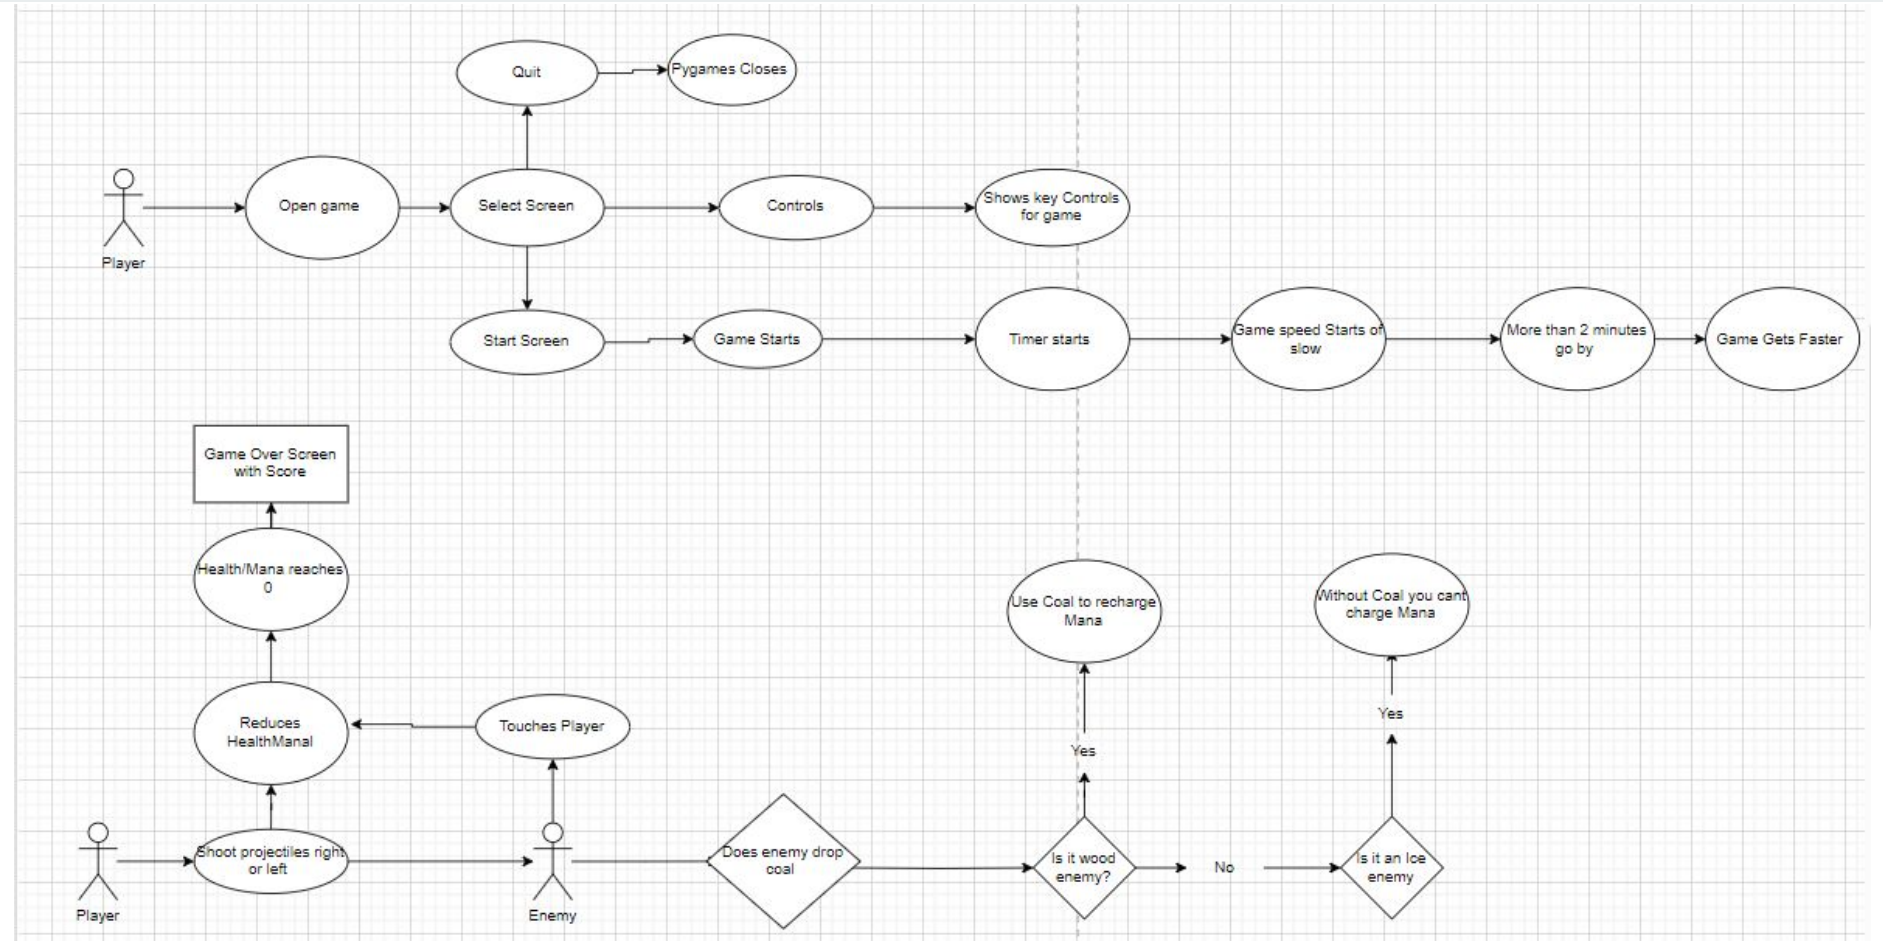 Quit
Pygames Closes
Open game
Select Screen
Controls
Shows key Controls
for game
Player
Start Screen
Game Starts
Timer starts
Game speed Starts of
slow
More than 2 minutes
go by
Game Gets Faster
Game Over Screen
with Score
Health/Mana reaches
0
Use Coal to recharge
Mana
Without Coal you cant
charge Mana
Reduces
HealthManal
Touches Player
Yes
Yes
Shoot projectiles right
or left
Does enemy drop
coal
Is it wood
enemy?
No
Is it an Ice
enemy
Player
Enemy